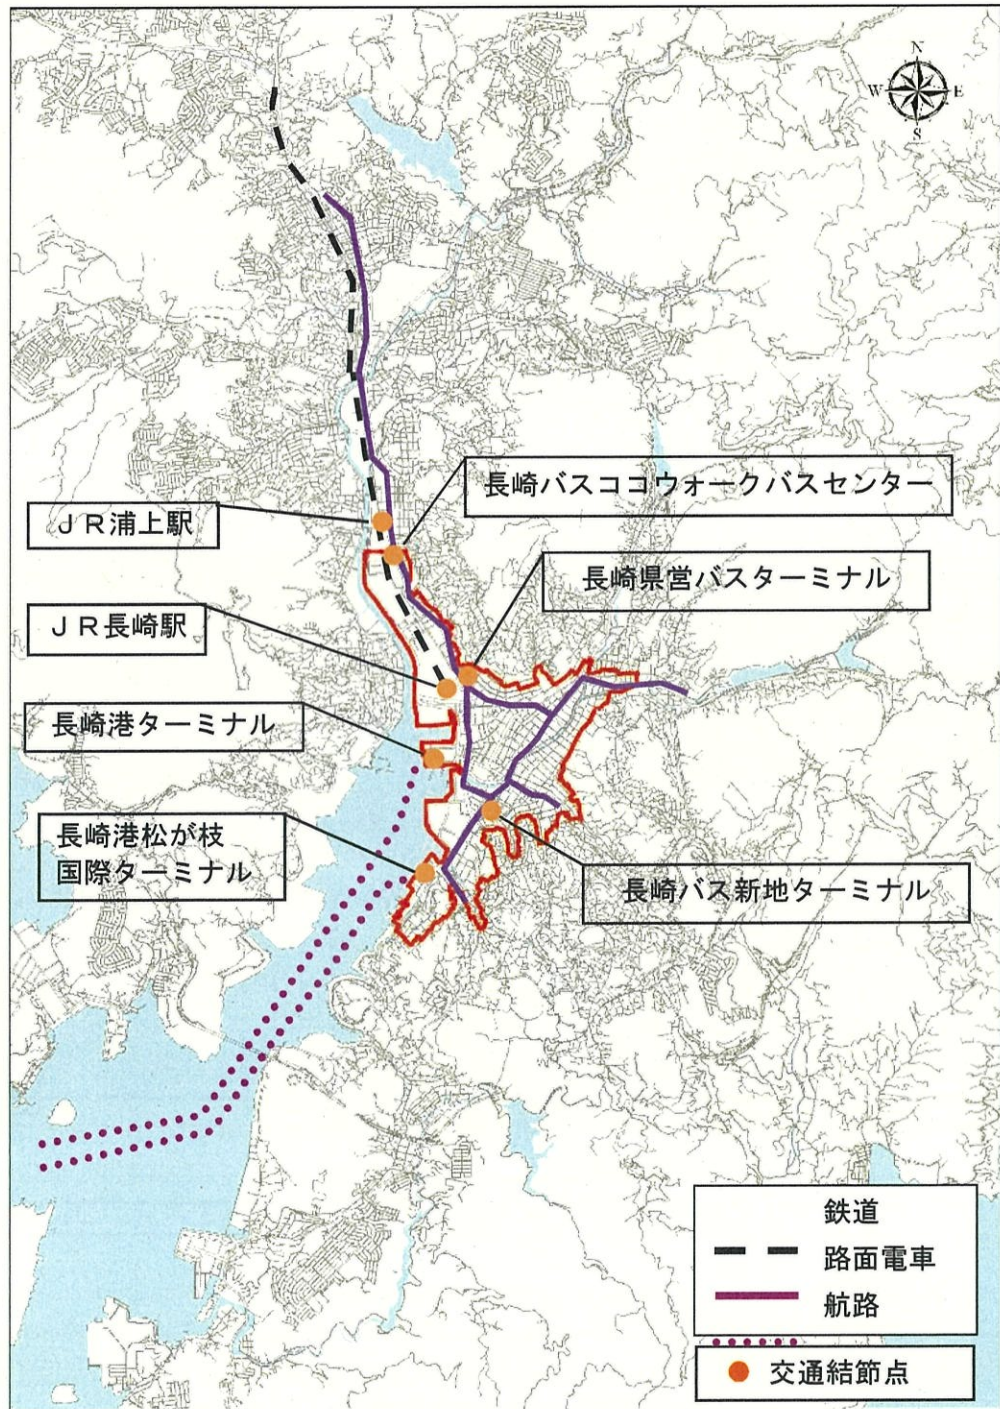 N
W E
S
長崎バスココウォークバスセンター
JR浦上駅
長崎県営バスターミナル
JR長崎駅
長崎港ターミナル
長崎港松が枝
国際ターミナル
長崎バス新地ターミナル
鉄道
路面電車
航路
交通結節点